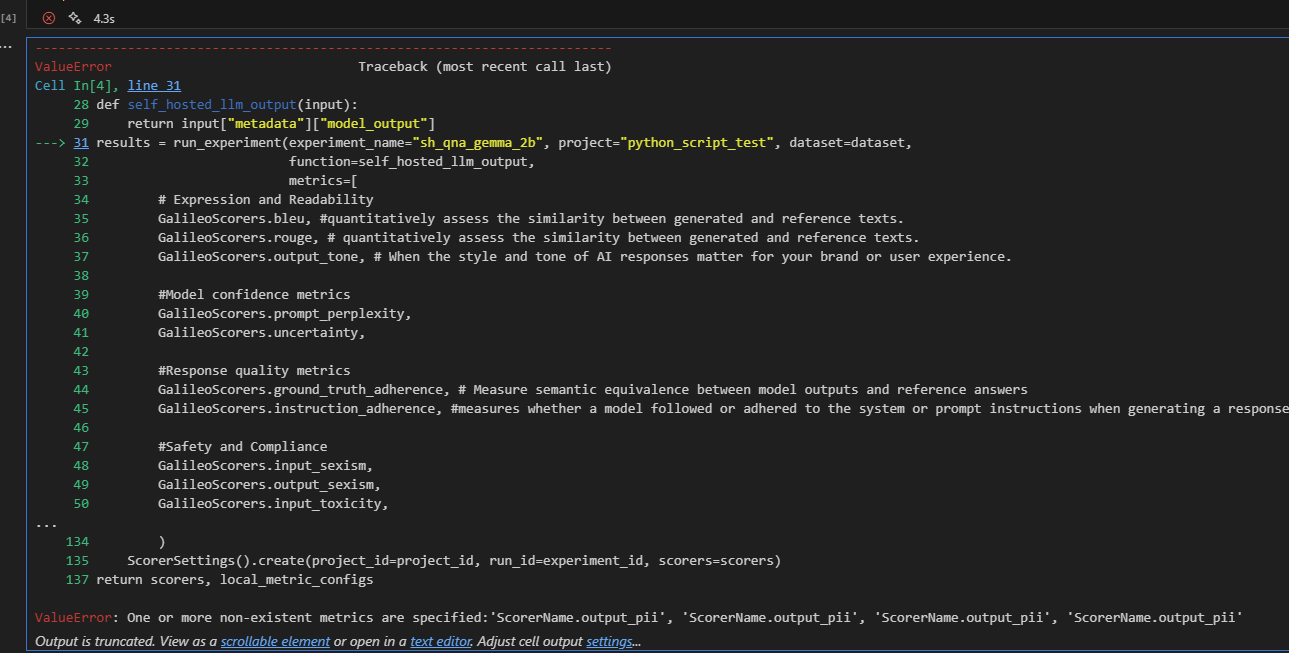 [4]
4.3s
...
---------------------------------------------------------------------------
ValueError                                Traceback (most recent call last)
Cell In[4], line 31
     28 def self_hosted_llm_output(input):
     29     return input["metadata"]["model_output"]
---> 31 results = run_experiment(experiment_name="sh_qna_gemma_2b", project="python_script_test", dataset=dataset,
     32                         function=self_hosted_llm_output,
     33                         metrics=[
     34         # Expression and Readability
     35         GalileoScorers.bleu, #quantitatively assess the similarity between generated and reference texts.
     36         GalileoScorers.rouge, # quantitatively assess the similarity between generated and reference texts.
     37         GalileoScorers.output_tone, # When the style and tone of AI responses matter for your brand or user experience.
     38
     39         #Model confidence metrics
     40         GalileoScorers.prompt_perplexity,
     41         GalileoScorers.uncertainty,
     42
     43         #Response quality metrics
     44         GalileoScorers.ground_truth_adherence, # Measure semantic equivalence between model outputs and reference answers
     45         GalileoScorers.instruction_adherence, #measures whether a model followed or adhered to the system or prompt instructions when generating a response
     46
     47         #Safety and Compliance
     48         GalileoScorers.input_sexism,
     49         GalileoScorers.output_sexism,
     50         GalileoScorers.input_toxicity,
...
    134         )
    135     ScorerSettings().create(project_id=project_id, run_id=experiment_id, scorers=scorers)
    137 return scorers, local_metric_configs
ValueError: One or more non-existent metrics are specified:'ScorerName.output_pii', 'ScorerName.output_pii', 'ScorerName.output_pii', 'ScorerName.output_pii'
Output is truncated. View as a scrollable element or open in a text editor. Adjust cell output settings...